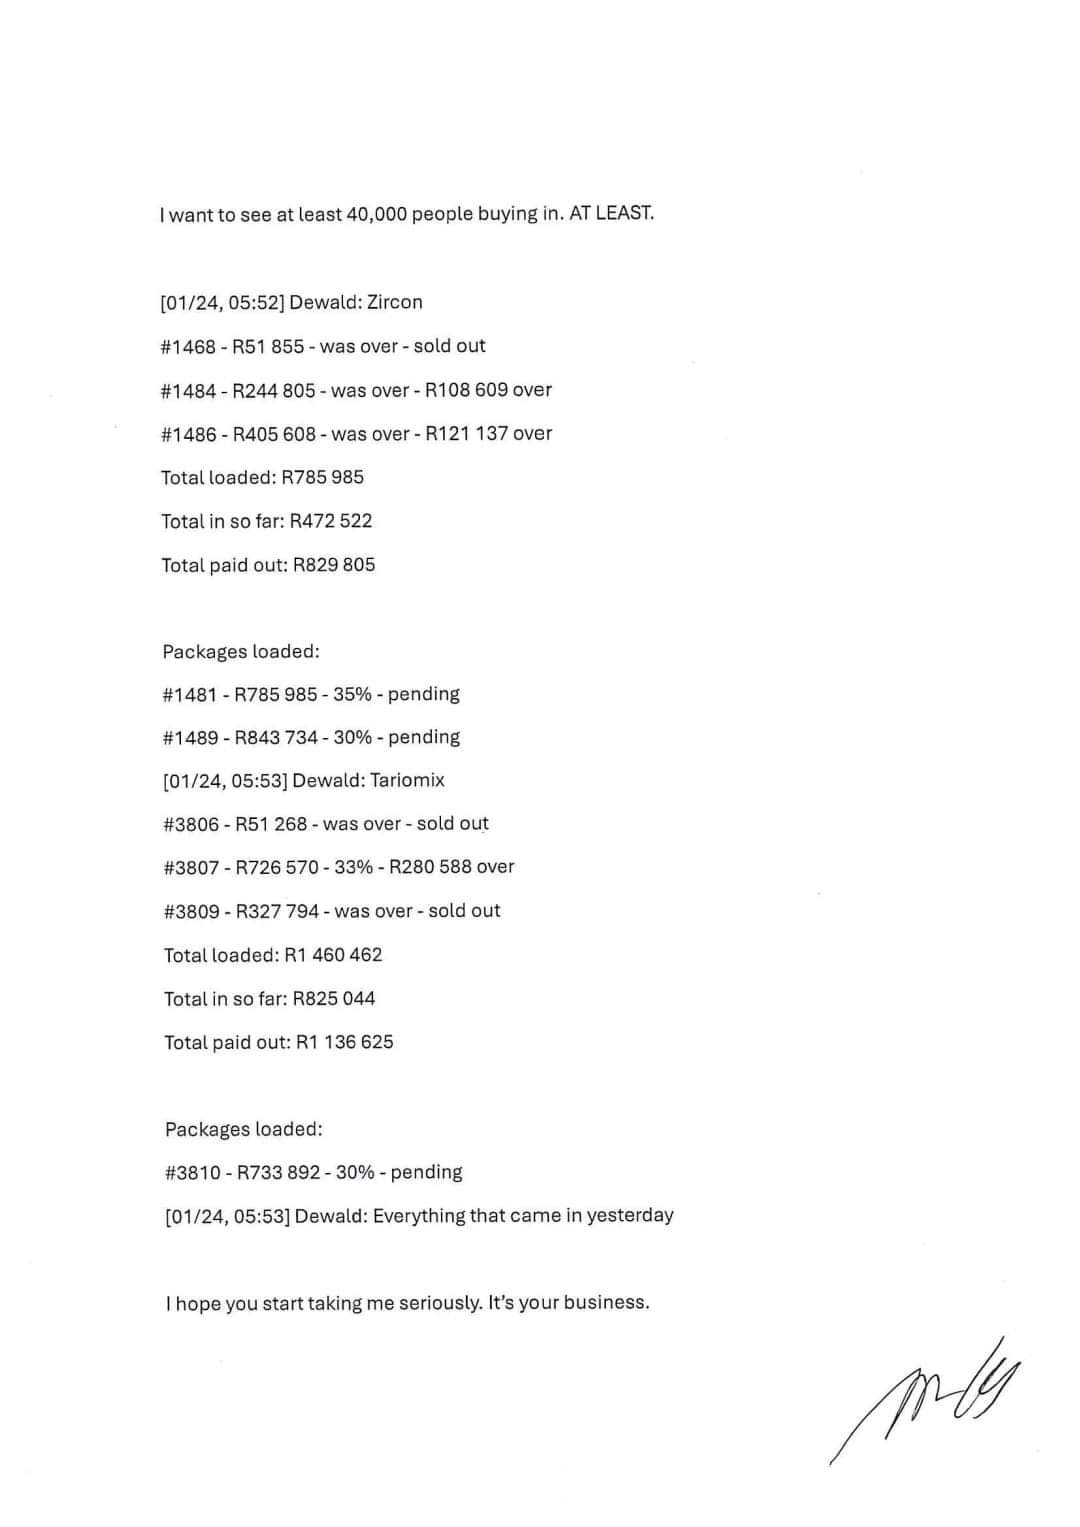 I want to see at least 40,000 people buying in. AT LEAST.
[01/24, 05:52] Dewald: Zircon
#1468 - R51 855 - was over - sold out
#1484 - R244 805 - was over - R108 609 over
#1486 - R405 608 - was over - R121 137 over
Total loaded: R785 985
Total in so far: R472 522
Total paid out: R829 805
Packages loaded:
#1481 - R785 985 - 35% - pending
#1489 - R843 734 - 30% - pending
[01/24, 05:53] Dewald: Tariomix
#3806 - R51 268 - was over - sold out
#3807 - R726 570 - 33% - R280 588 over
#3809 - R327 794 - was over - sold out
Total loaded: R1 460 462
Total in so far: R825 044
Total paid out: R1 136 625
Packages loaded:
#3810 - R733 892 - 30% - pending
[01/24, 05:53] Dewald: Everything that came in yesterday
I hope you start taking me seriously. It's your business.